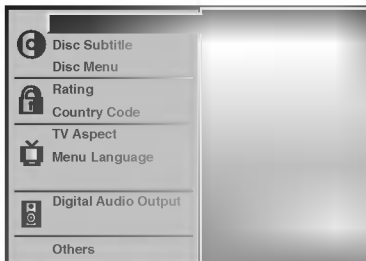 Disc Subtitle
Disc Menu
Rating
Country Code
TV Aspect
Menu Language
Digital Audio Output
Others